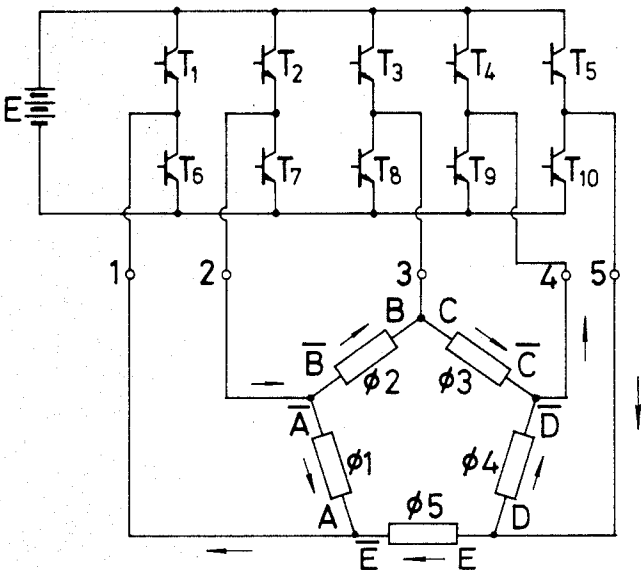 T1 T2 T3 T4 T5
E
T6 T7 T8 T9 T10
1 2 3 4 5
B C
B̅ C̅
ϕ2 ϕ3
A̅ D̅
ϕ1 ϕ4
ϕ5
A D
E̅ E